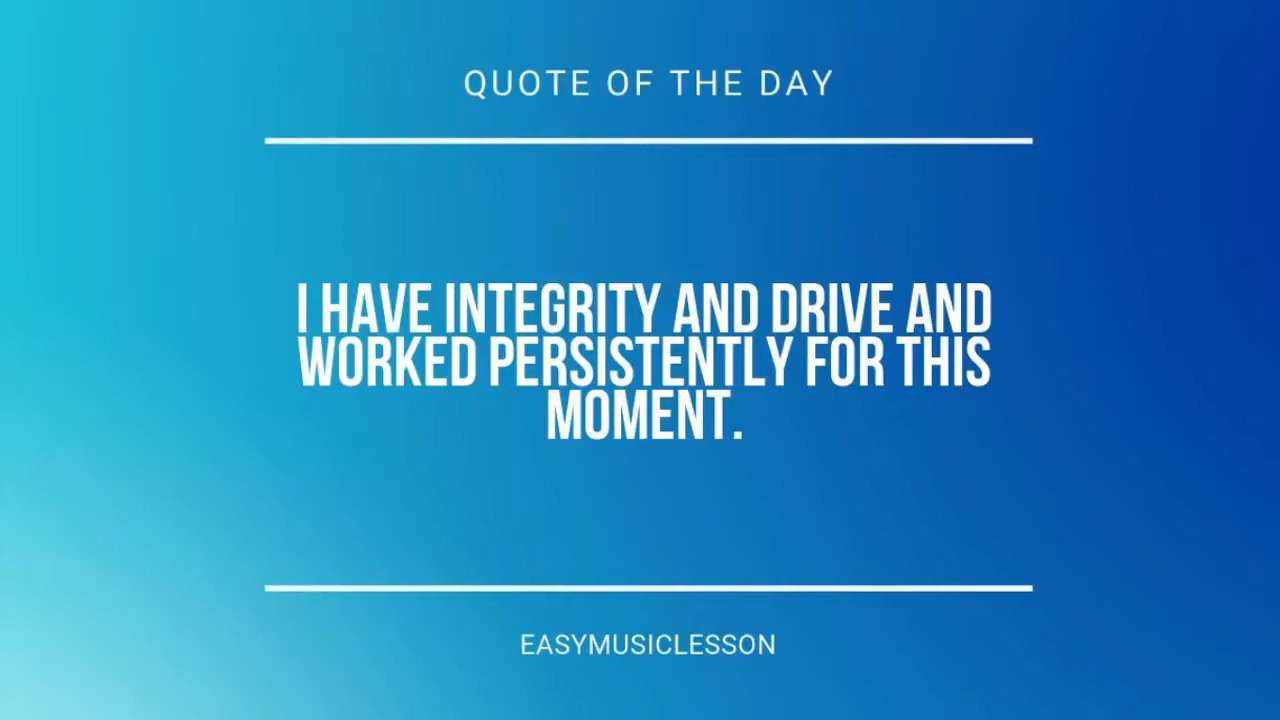 QUOTE OF THE DAY
I HAVE INTEGRITY AND DRIVE AND
WORKED PERSISTENTLY FOR THIS
MOMENT.
EASYMUSICLESSON